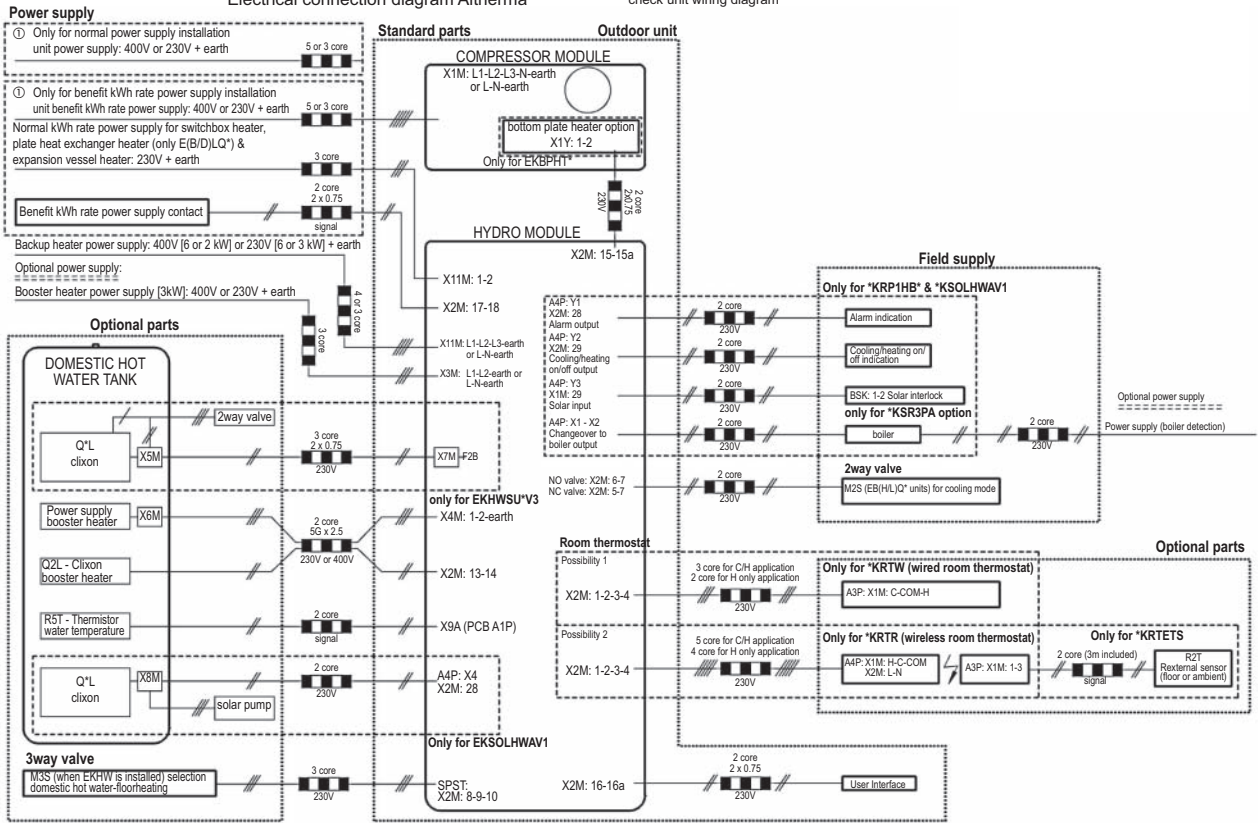 Electrical connection diagram Altherma
check unit wiring diagram
Power supply
① Only for normal power supply installation
unit power supply: 400V or 230V + earth
5 or 3 core
① Only for benefit kWh rate power supply installation
unit benefit kWh rate power supply: 400V or 230V + earth
5 or 3 core
Normal kWh rate power supply for switchbox heater,
plate heat exchanger heater (only E(B/D)LQ*) &
expansion vessel heater: 230V + earth
3 core
2 core
2 x 0.75
Benefit kWh rate power supply contact
signal
Backup heater power supply: 400V [6 or 2 kW] or 230V [6 or 3 kW] + earth
Optional power supply:
Booster heater power supply [3kW]: 400V or 230V + earth
4 or 3 core
3 core
Standard parts
Outdoor unit
COMPRESSOR MODULE
X1M: L1-L2-L3-N-earth
or L-N-earth
bottom plate heater option
X1Y: 1-2
Only for EKBPHT*
2 core
2x0.75
230V
HYDRO MODULE
X2M: 15-15a
X11M: 1-2
X2M: 17-18
X11M: L1-L2-L3-earth
or L-N-earth
X3M: L1-L2-earth or
L-N-earth
Optional parts
DOMESTIC HOT
WATER TANK
2way valve
Q*L
clixon
X5M
3 core
2 x 0.75
230V
X7M
F2B
only for EKHWSU*V3
Power supply
booster heater
X6M
X4M: 1-2-earth
2 core
5G x 2.5
230V or 400V
Q2L - Clixon
booster heater
X2M: 13-14
R5T - Thermistor
water temperature
2 core
signal
X9A (PCB A1P)
Q*L
clixon
X8M
2 core
230V
A4P: X4
X2M: 28
solar pump
Only for EKSOLHWAV1
3way valve
M3S (when EKHW is installed) selection
domestic hot water-floorheating
3 core
230V
SPST:
X2M: 8-9-10
Field supply
Only for *KRP1HB* & *KSOLHWAV1
A4P: Y1
X2M: 28
Alarm output
2 core
230V
Alarm indication
A4P: Y2
X2M: 29
Cooling/heating
on/off output
2 core
230V
Cooling/heating on/
off indication
A4P: Y3
X1M: 29
Solar input
2 core
230V
BSK: 1-2 Solar interlock
only for *KSR3PA option
A4P: X1 - X2
Changeover to
boiler output
2 core
230V
boiler
2 core
230V
Optional power supply
Power supply (boiler detection)
NO valve: X2M: 6-7
NC valve: X2M: 5-7
2 core
230V
2way valve
M2S (EB(H/L)Q* units) for cooling mode
Room thermostat
Optional parts
Possibility 1
X2M: 1-2-3-4
3 core for C/H application
2 core for H only application
230V
Only for *KRTW (wired room thermostat)
A3P: X1M: C-COM-H
Possibility 2
X2M: 1-2-3-4
5 core for C/H application
4 core for H only application
230V
Only for *KRTR (wireless room thermostat)
A4P: X1M: H-C-COM
X2M: L-N
A3P: X1M: 1-3
Only for *KRTETS
2 core (3m included)
signal
R2T
Rexternal sensor
(floor or ambient)
X2M: 16-16a
2 core
2 x 0.75
230V
User Interface